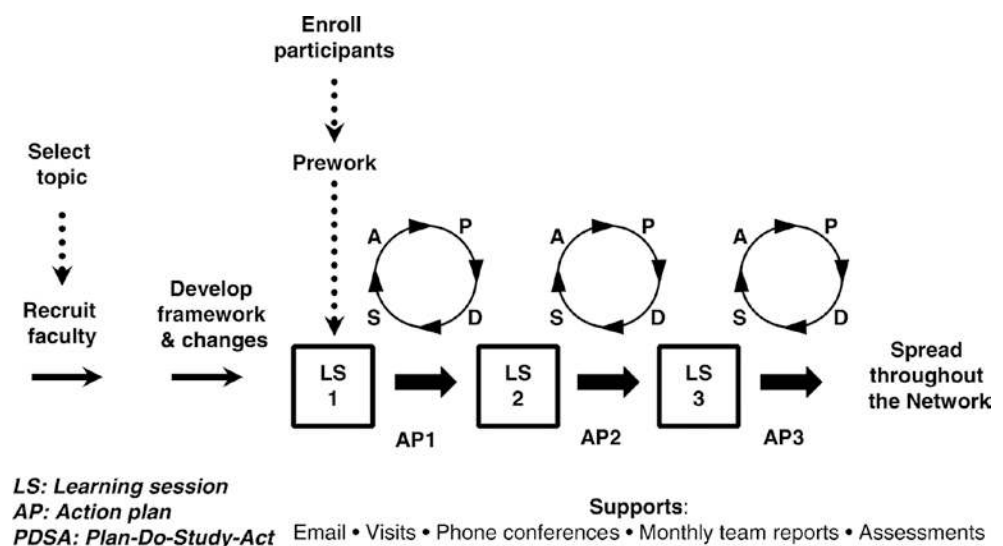 Enroll
participants
Select
topic
Prework
Recruit
faculty
Develop
framework
& changes
A P
S D
A P
S D
A P
S D
LS
1
AP1
LS
2
AP2
LS
3
AP3
Spread
throughout
the Network
LS: Learning session
AP: Action plan
PDSA: Plan-Do-Study-Act
Supports:
Email • Visits • Phone conferences • Monthly team reports • Assessments